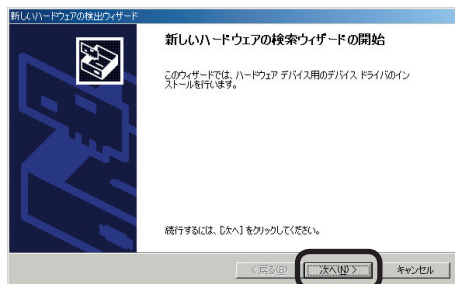 新しいハードウェアの検出ウィザード
新しいハードウェアの検索ウィザードの開始
このウィザードでは、ハードウェア デバイス用のデバイス ドライバのイン
ストールを行います。
続行するには、[次へ] をクリックしてください。
< 戻る(B)
次へ(N) >
キャンセル